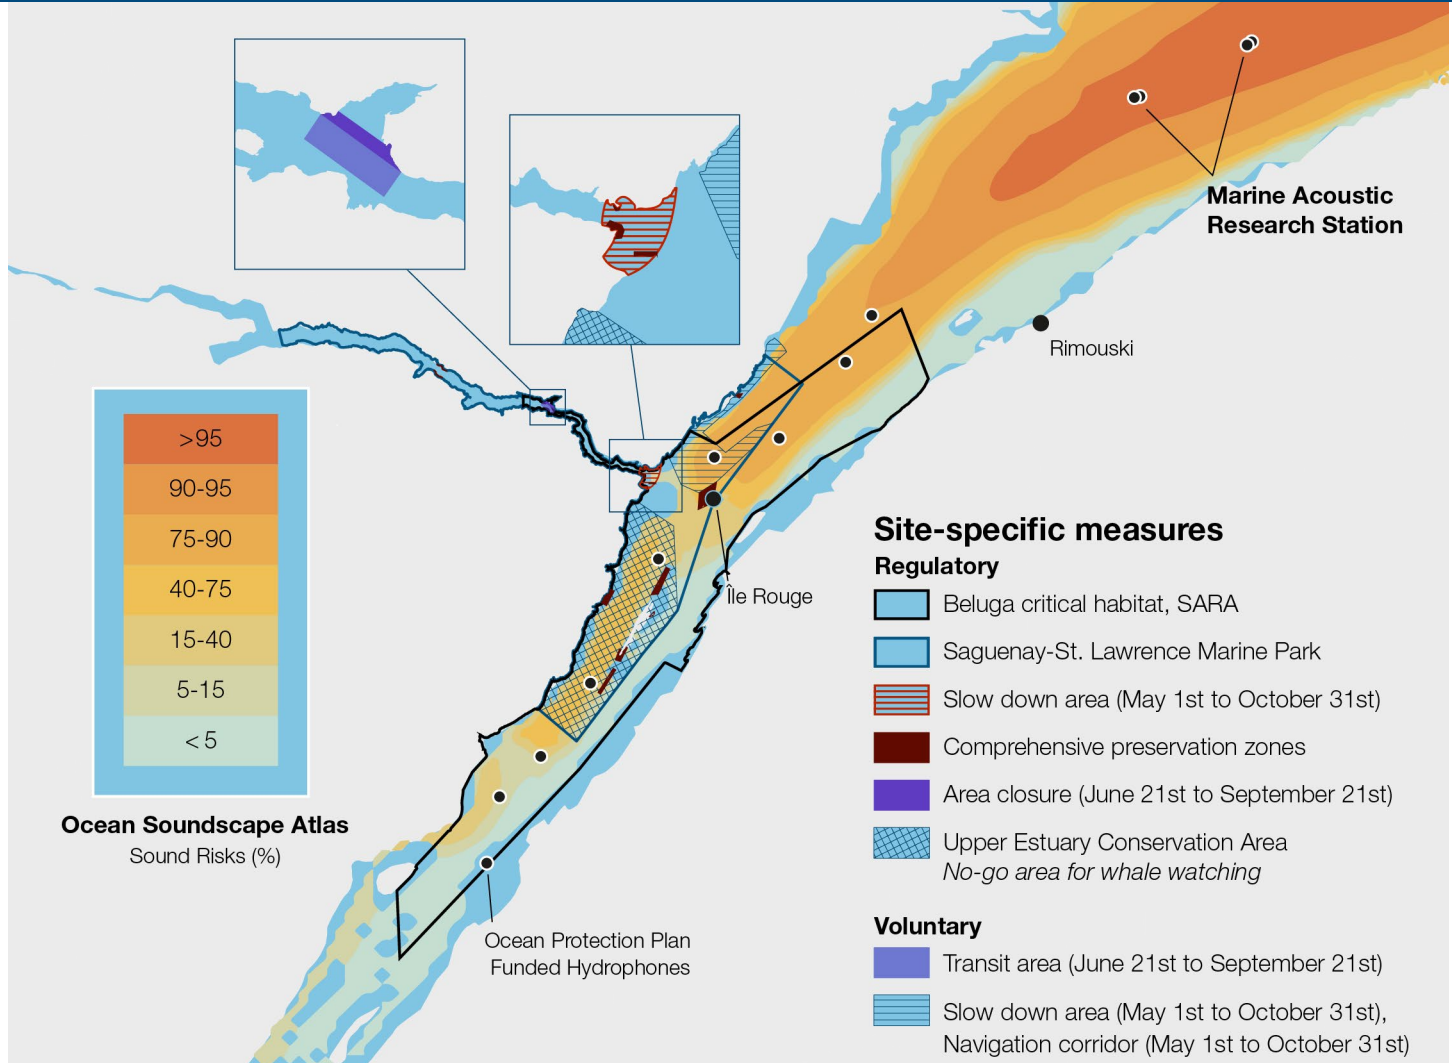 Marine Acoustic
Research Station
Rimouski
Île Rouge
>95
90-95
75-90
40-75
15-40
5-15
< 5
Ocean Soundscape Atlas
Sound Risks (%)
Ocean Protection Plan
Funded Hydrophones
Site-specific measures
Regulatory
Beluga critical habitat, SARA
Saguenay-St. Lawrence Marine Park
Slow down area (May 1st to October 31st)
Comprehensive preservation zones
Area closure (June 21st to September 21st)
Upper Estuary Conservation Area
No-go area for whale watching
Voluntary
Transit area (June 21st to September 21st)
Slow down area (May 1st to October 31st),
Navigation corridor (May 1st to October 31st)